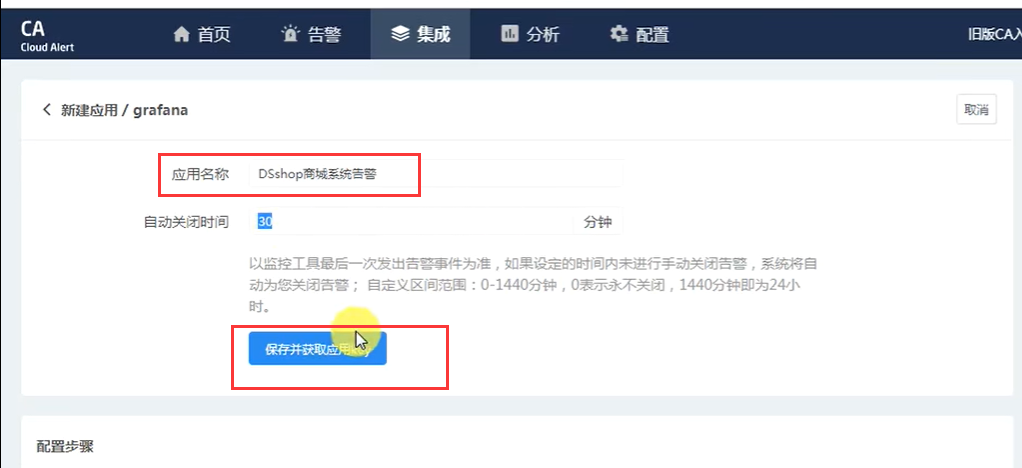 CA
Cloud Alert
首页
告警
集成
分析
配置
旧版CA入
新建应用 / grafana
取消
应用名称
DSshop商城系统告警
自动关闭时间
30
分钟
以监控工具最后一次发出告警事件为准，如果设定的时间内未进行手动关闭告警，系统将自
动为您关闭告警； 自定义区间范围：0-1440分钟，0表示永不关闭，1440分钟即为24小
时。
保存并获取应用key
配置步骤